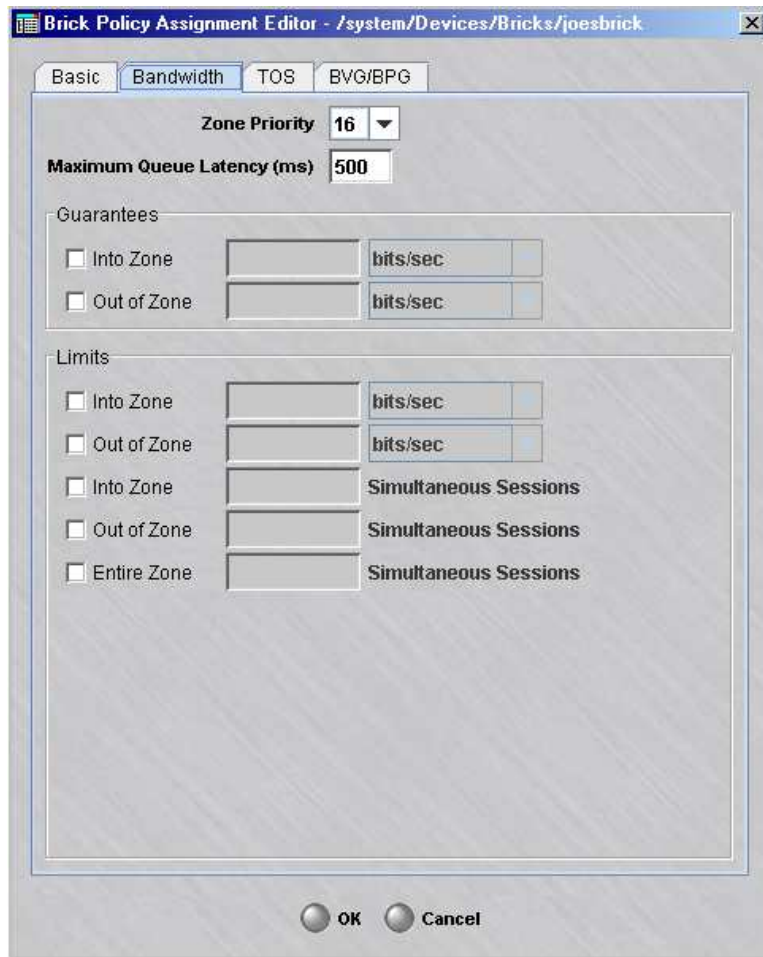 Brick Policy Assignment Editor - /system/Devices/Bricks/joesbrick
Basic Bandwidth TOS BVG/BPG
Zone Priority 16
Maximum Queue Latency (ms) 500
Guarantees
Into Zone bits/sec
Out of Zone bits/sec
Limits
Into Zone bits/sec
Out of Zone bits/sec
Into Zone Simultaneous Sessions
Out of Zone Simultaneous Sessions
Entire Zone Simultaneous Sessions
OK Cancel